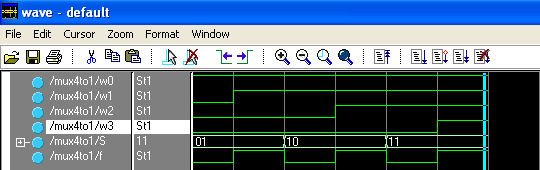 wave - default
File Edit Cursor Zoom Format Window
/mux4to1/w0 St1
/mux4to1/w1 St1
/mux4to1/w2 St1
/mux4to1/w3 St1
/mux4to1/S 11 01 10 11
/mux4to1/f St1